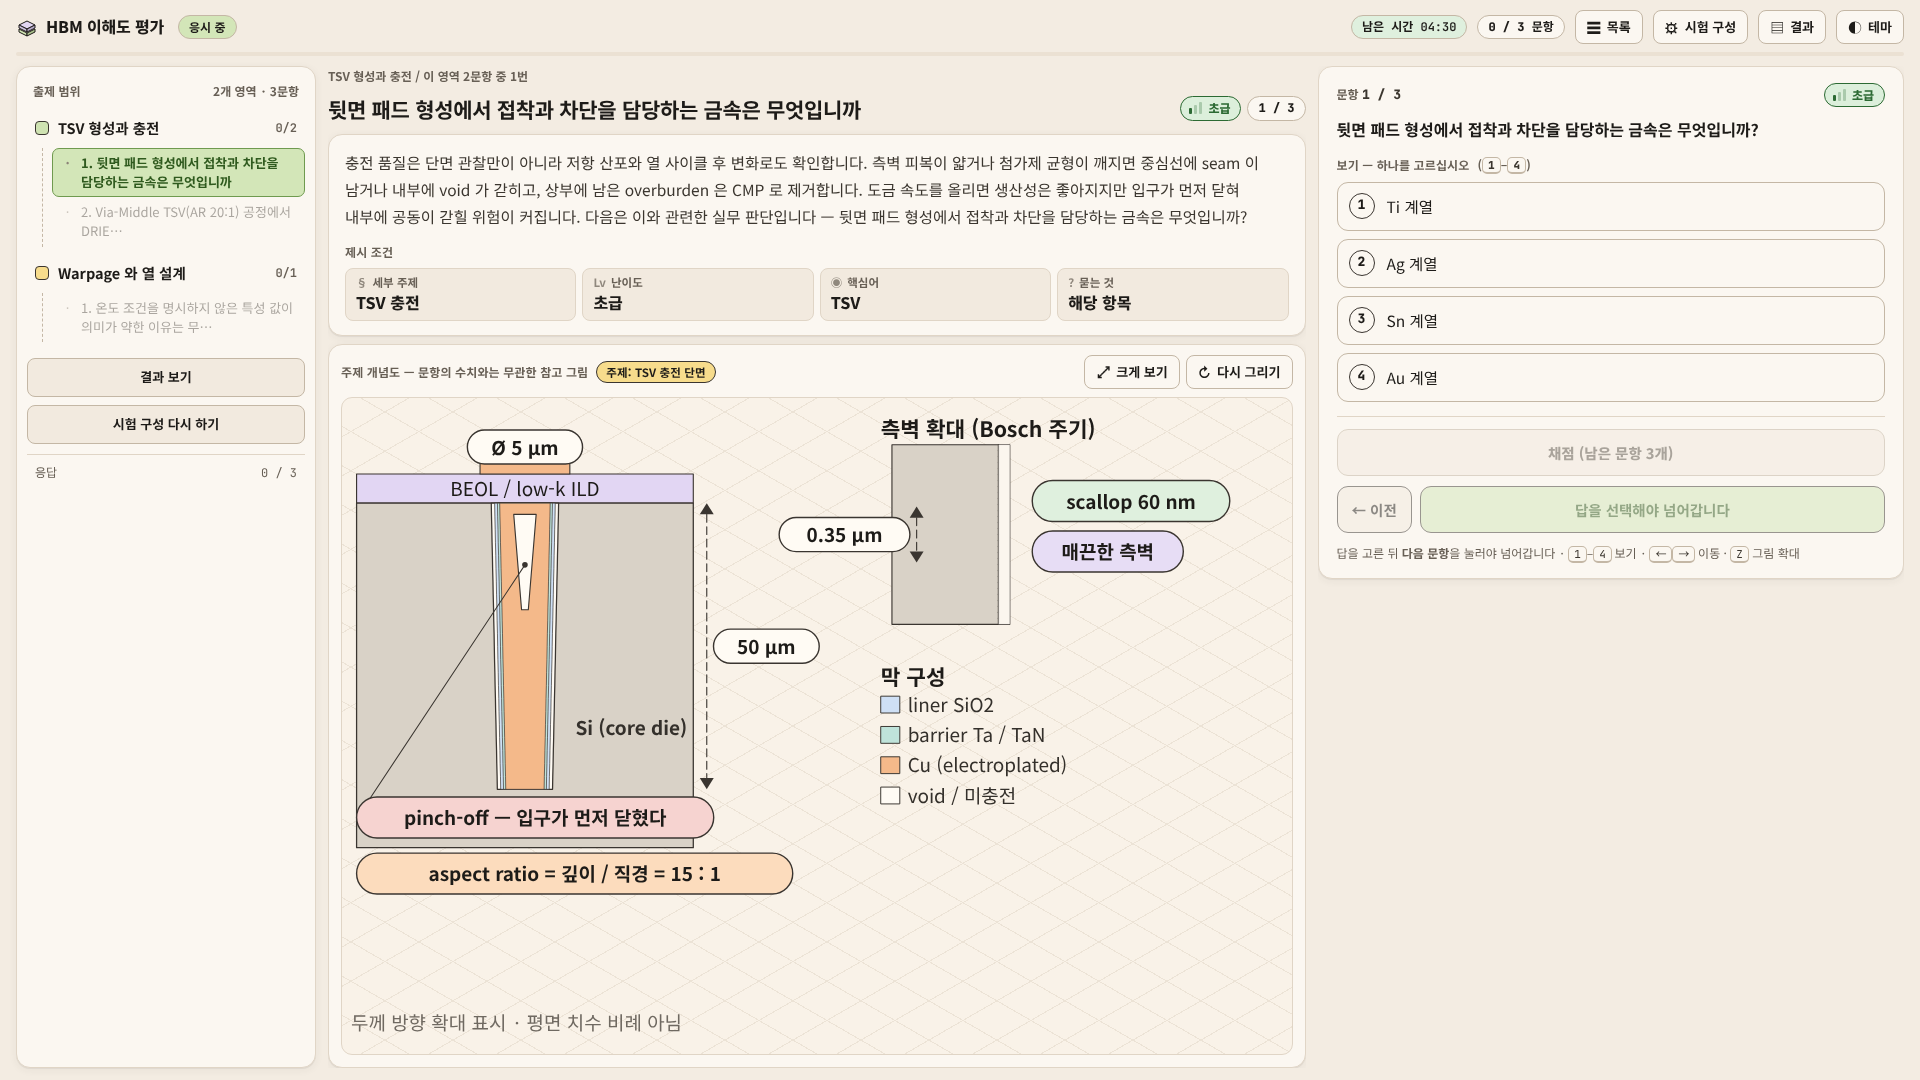 HBM 이해도 평가
응시 중
남은 시간 04:30
0 / 3 문항
목록
시험 구성
결과
테마
출제 범위
2개 영역 · 3문항
TSV 형성과 충전
0/2
· 1. 뒷면 패드 형성에서 접착과 차단을
담당하는 금속은 무엇입니까
· 2. Via-Middle TSV(AR 20:1) 공정에서
DRIE…
Warpage 와 열 설계
0/1
· 1. 온도 조건을 명시하지 않은 특성 값이
의미가 약한 이유는 무…
결과 보기
시험 구성 다시 하기
응답
0 / 3
TSV 형성과 충전 / 이 영역 2문항 중 1번
뒷면 패드 형성에서 접착과 차단을 담당하는 금속은 무엇입니까
초급
1 / 3
충전 품질은 단면 관찰만이 아니라 저항 산포와 열 사이클 후 변화로도 확인합니다. 측벽 피복이 얇거나 첨가제 균형이 깨지면 중심선에 seam 이
남거나 내부에 void 가 갇히고, 상부에 남은 overburden 은 CMP 로 제거합니다. 도금 속도를 올리면 생산성은 좋아지지만 입구가 먼저 닫혀
내부에 공동이 갇힐 위험이 커집니다. 다음은 이와 관련한 실무 판단입니다 — 뒷면 패드 형성에서 접착과 차단을 담당하는 금속은 무엇입니까?
제시 조건
§ 세부 주제
TSV 충전
Lv 난이도
초급
◉ 핵심어
TSV
? 묻는 것
해당 항목
주제 개념도 — 문항의 수치와는 무관한 참고 그림
주제: TSV 충전 단면
크게 보기
다시 그리기
Ø 5 µm
BEOL / low-k ILD
50 µm
Si (core die)
pinch-off — 입구가 먼저 닫혔다
aspect ratio = 깊이 / 직경 = 15 : 1
측벽 확대 (Bosch 주기)
0.35 µm
scallop 60 nm
매끈한 측벽
막 구성
liner SiO2
barrier Ta / TaN
Cu (electroplated)
void / 미충전
두께 방향 확대 표시 · 평면 치수 비례 아님
문항 1 / 3
초급
뒷면 패드 형성에서 접착과 차단을 담당하는 금속은 무엇입니까?
보기 — 하나를 고르십시오 (1–4)
1 Ti 계열
2 Ag 계열
3 Sn 계열
4 Au 계열
채점 (남은 문항 3개)
← 이전
답을 선택해야 넘어갑니다
답을 고른 뒤 다음 문항을 눌러야 넘어갑니다 · 1–4 보기 · ← → 이동 · Z 그림 확대